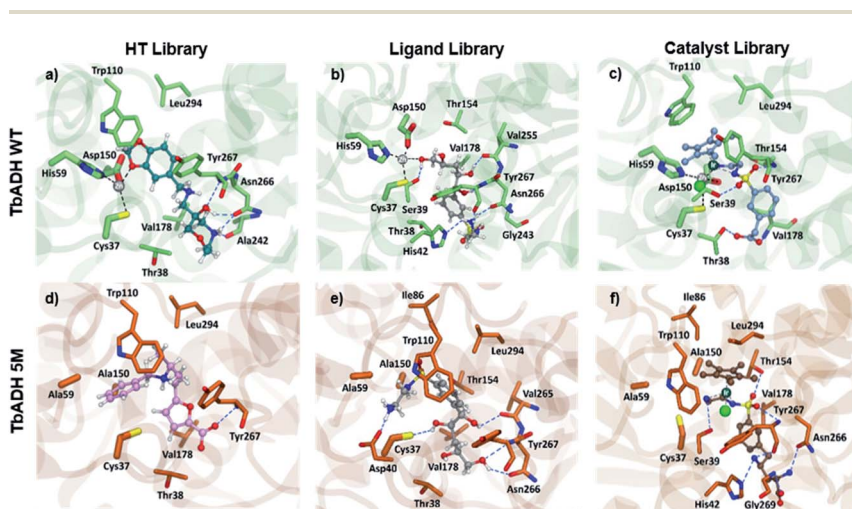 HT Library
Ligand Library
Catalyst Library
TbADH WT
a)
Trp110
Leu294
Asp150
His59
Tyr267
Asn266
Val178
Cys37
Ala242
Thr38
b)
Asp150
Thr154
His59
Val178
Val255
Tyr267
Cys37
Ser39
Asn266
Thr38
His42
Gly243
c)
Trp110
Leu294
His59
Thr154
Asp150
Tyr267
Ser39
Cys37
Val178
Thr38
TbADH 5M
d)
Trp110
Leu294
Ala150
Ala59
Cys37
Val178
Tyr267
Thr38
e)
Ile86
Trp110
Leu294
Ala150
Thr154
Ala59
Val265
Cys37
Asp40
Val178
Tyr267
Thr38
Asn266
f)
Ile86
Trp110
Leu294
Ala150
Thr154
Ala59
Val178
Tyr267
Cys37
Ser39
Asn266
His42
Gly269